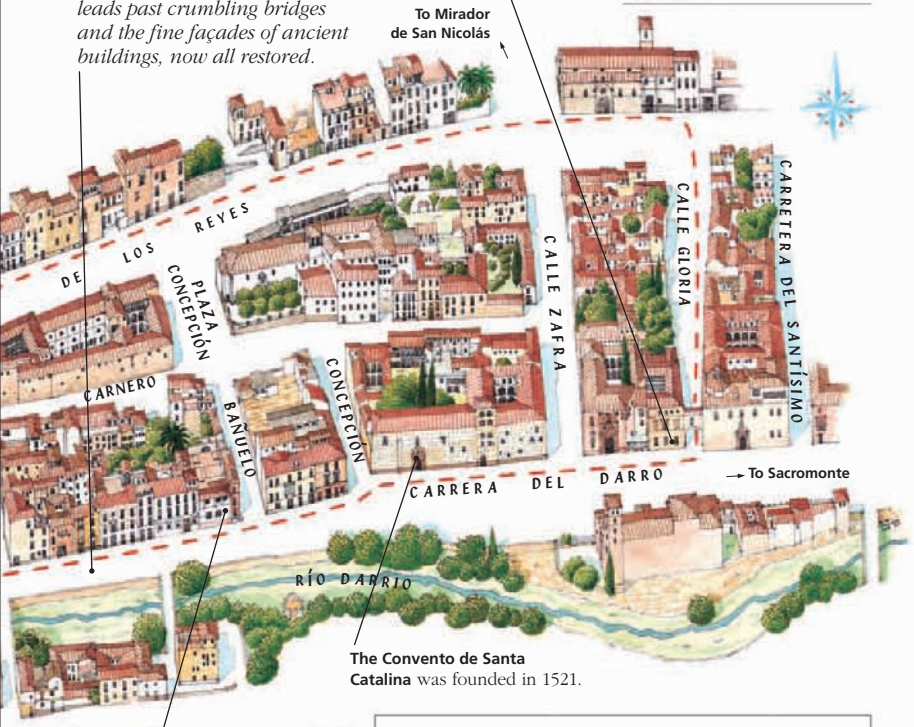 leads past crumbling bridges
and the fine façades of ancient
buildings, now all restored.
To Mirador
de San Nicolás
DE LOS REYES
PLAZA
CONCEPCIÓN
CALLE ZAFRA
CALLE GLORIA
CARRETERA DEL SANTÍSIMO
CARNERO
BAÑUELO
CONCEPCIÓN
CARRERA DEL DARRO
To Sacromonte
RÍO DARRIO
The Convento de Santa
Catalina was founded in 1521.